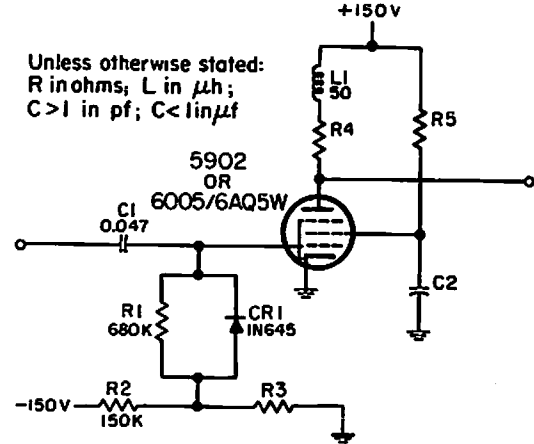 +150V
Unless otherwise stated:
R in ohms; L in μh;
C>1 in pf; C<1 in μf
L1
50
R4
R5
5902
OR
6005/6AQ5W
C1
0.047
C2
R1
680K
CR1
IN645
-150V
R2
150K
R3